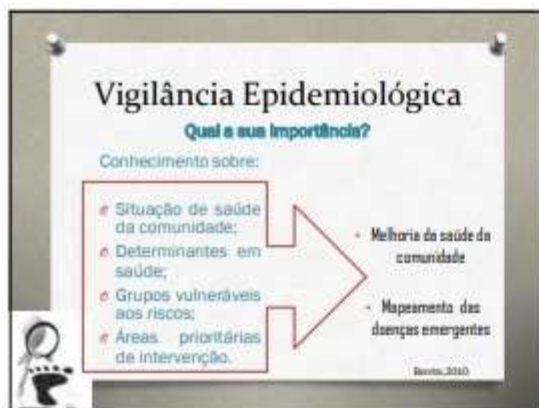 Vigilância Epidemiológica
Qual a sua importância?
Conhecimento sobre:
Situação de saúde
da comunidade;
Determinantes em
saúde;
Grupos vulneráveis
aos riscos;
Áreas prioritárias
de intervenção.
- Melhoria da saúde da
comunidade
- Mapeamento das
doenças emergentes
2010